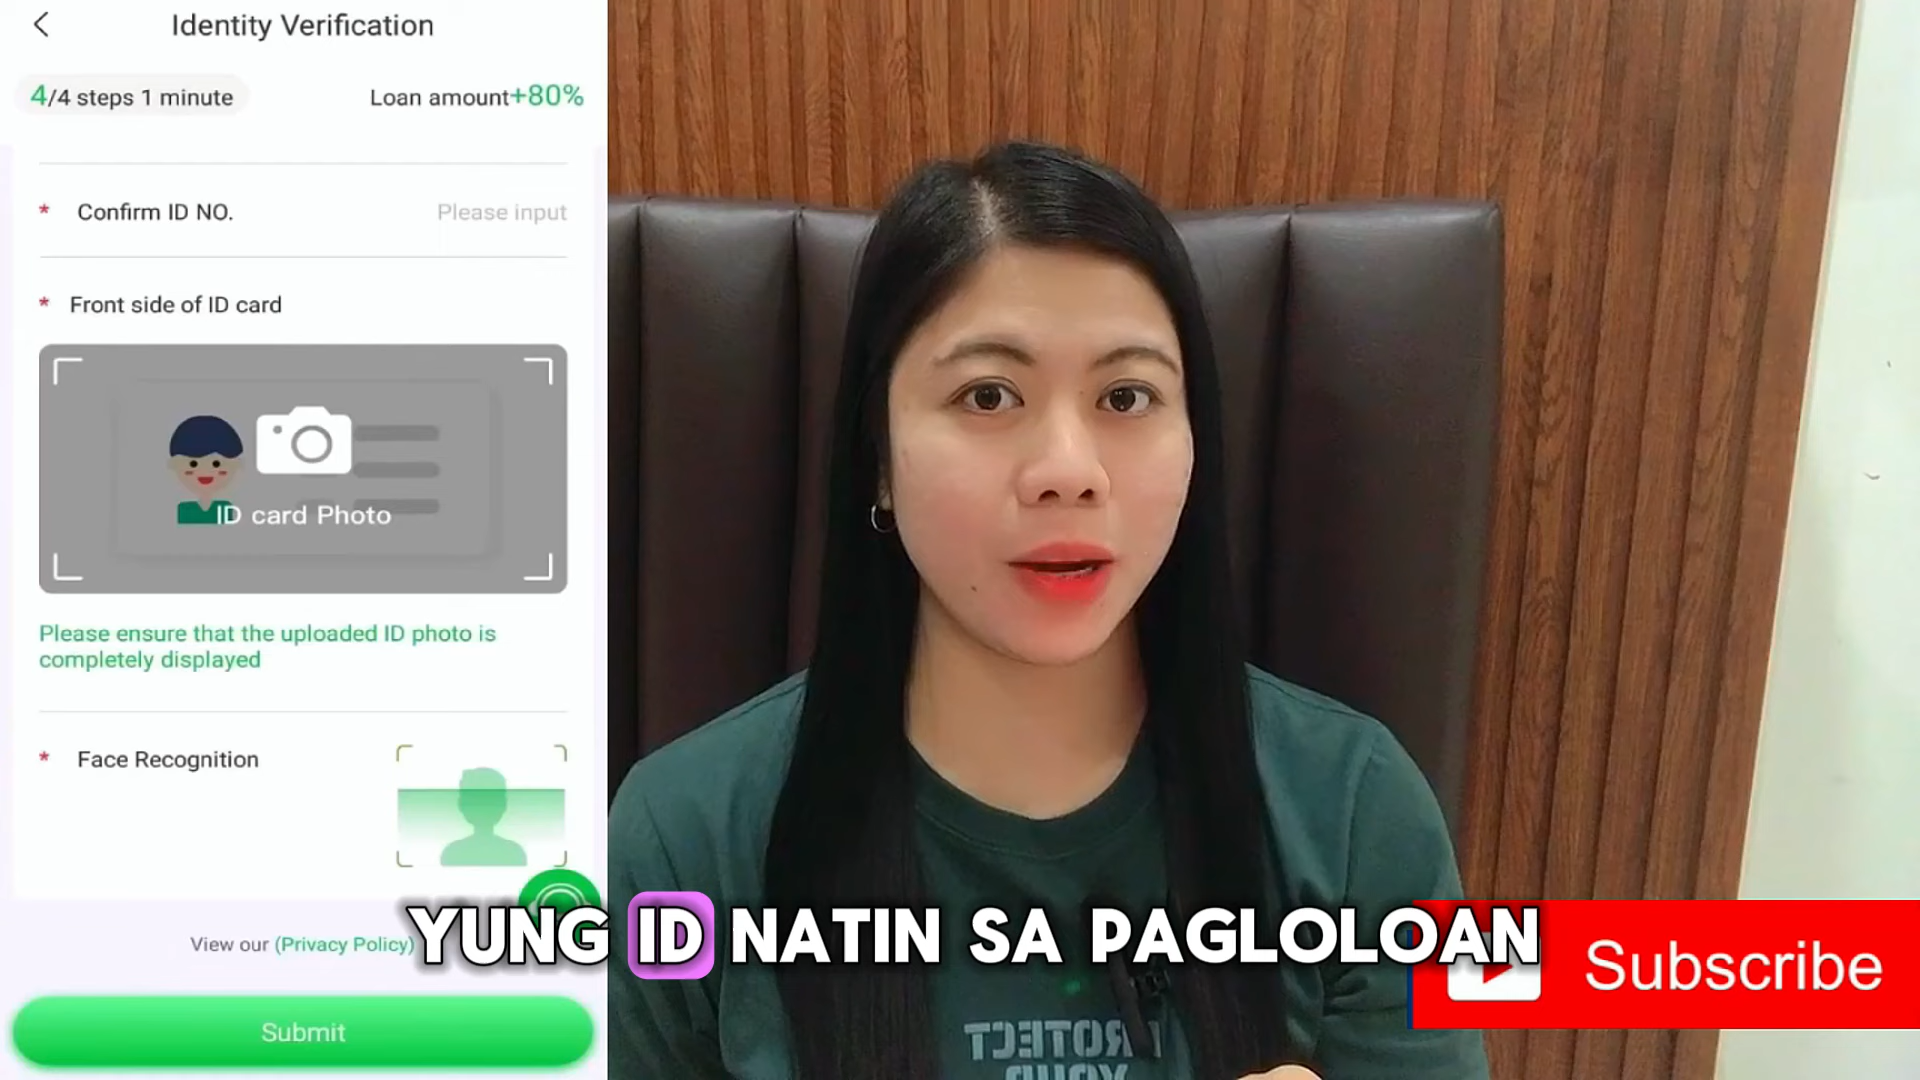 Identity Verification
4/4 steps 1 minute
Loan amount+80%
* Confirm ID NO.
Please input
* Front side of ID card
ID card Photo
Please ensure that the uploaded ID photo is
completely displayed
* Face Recognition
View our (Privacy Policy)
Submit
YUNG ID NATIN SA PAGLOLOAN
Subscribe
PROTECT
YOUR